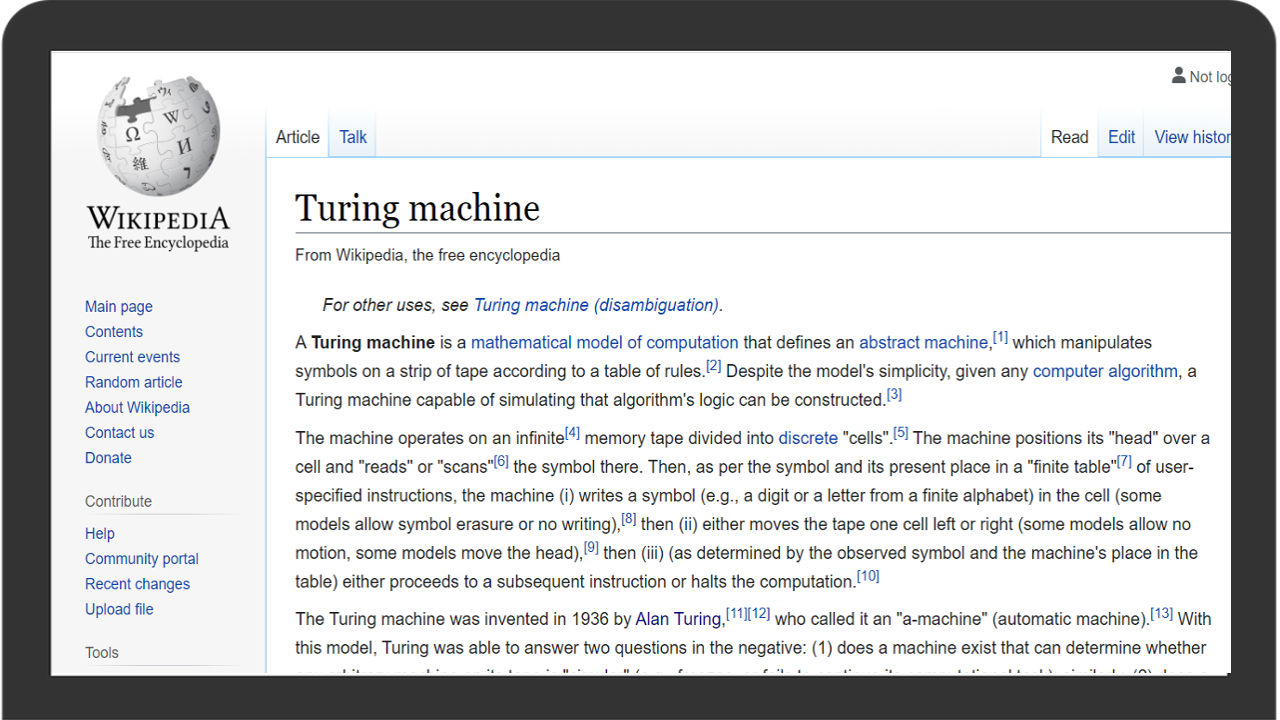 Not log
Article Talk Read Edit View histor
WIKIPEDIA
The Free Encyclopedia
Main page
Contents
Current events
Random article
About Wikipedia
Contact us
Donate
Contribute
Help
Community portal
Recent changes
Upload file
Tools
Turing machine
From Wikipedia, the free encyclopedia
For other uses, see Turing machine (disambiguation).
A Turing machine is a mathematical model of computation that defines an abstract machine,[1] which manipulates
symbols on a strip of tape according to a table of rules.[2] Despite the model's simplicity, given any computer algorithm, a
Turing machine capable of simulating that algorithm's logic can be constructed.[3]
The machine operates on an infinite[4] memory tape divided into discrete "cells".[5] The machine positions its "head" over a
cell and "reads" or "scans"[6] the symbol there. Then, as per the symbol and its present place in a "finite table"[7] of user-
specified instructions, the machine (i) writes a symbol (e.g., a digit or a letter from a finite alphabet) in the cell (some
models allow symbol erasure or no writing),[8] then (ii) either moves the tape one cell left or right (some models allow no
motion, some models move the head),[9] then (iii) (as determined by the observed symbol and the machine's place in the
table) either proceeds to a subsequent instruction or halts the computation.[10]
The Turing machine was invented in 1936 by Alan Turing,[11][12] who called it an "a-machine" (automatic machine).[13] With
this model, Turing was able to answer two questions in the negative: (1) does a machine exist that can determine whether